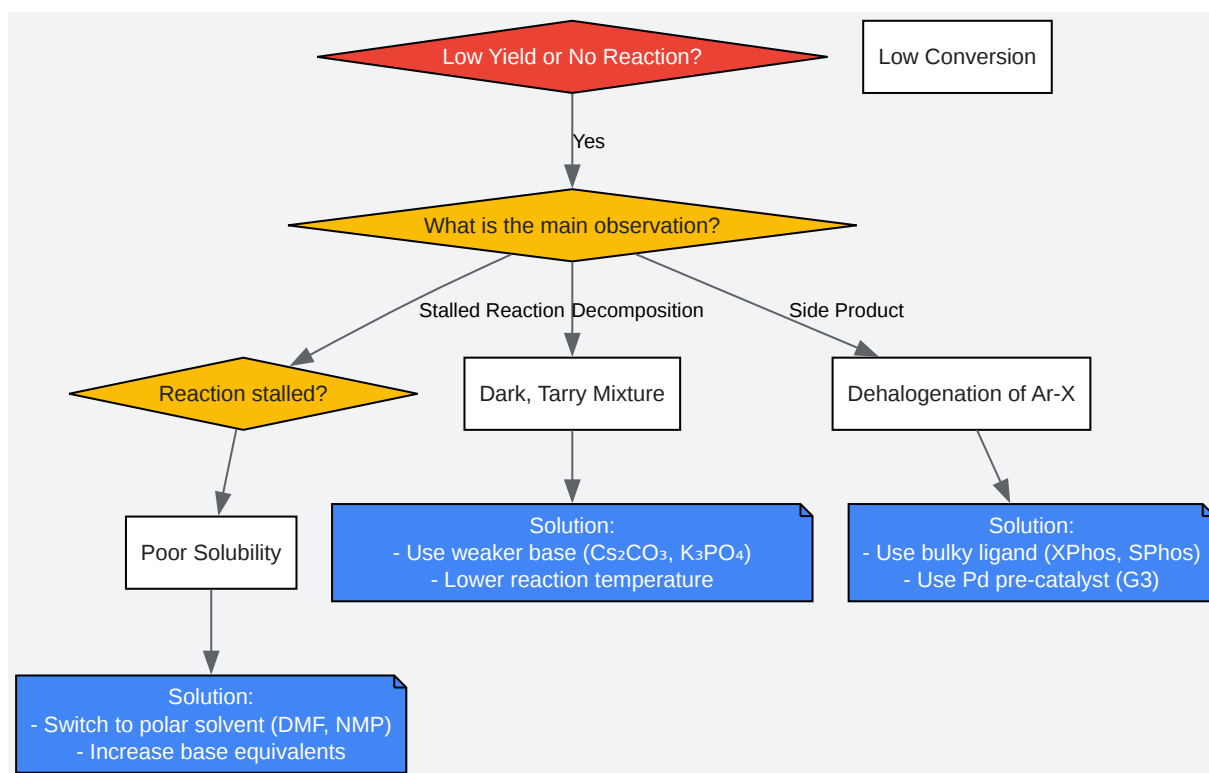 Low Yield or No Reaction?
Low Conversion
Yes
What is the main observation?
Stalled Reaction
Decomposition
Side Product
Reaction stalled?
Dark, Tarry Mixture
Dehalogenation of Ar-X
Poor Solubility
Solution:
- Use weaker base (Cs₂CO₃, K₃PO₄)
- Lower reaction temperature
Solution:
- Use bulky ligand (XPhos, SPhos)
- Use Pd pre-catalyst (G3)
Solution:
- Switch to polar solvent (DMF, NMP)
- Increase base equivalents